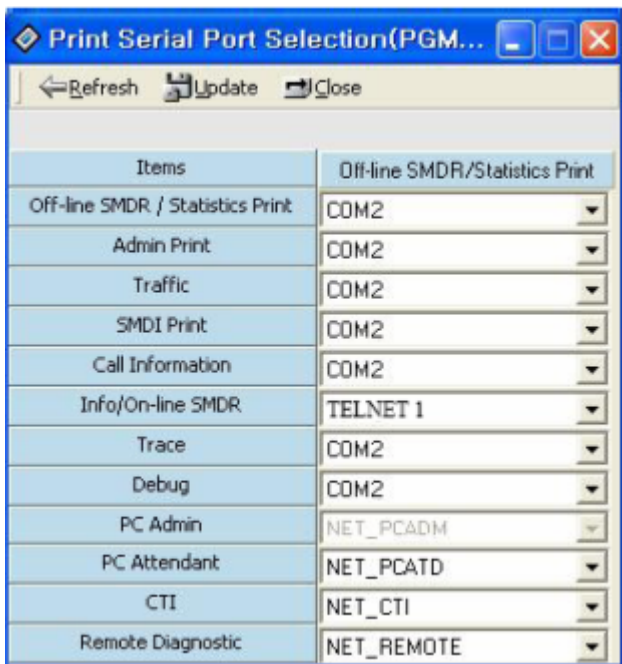 Print Serial Port Selection(PGM...
Refresh Update Close
Items Off-line SMDR/Statistics Print
Off-line SMDR / Statistics Print COM2
Admin Print COM2
Traffic COM2
SMDI Print COM2
Call Information COM2
Info/On-line SMDR TELNET 1
Trace COM2
Debug COM2
PC Admin NET_PCADM
PC Attendant NET_PCATD
CTI NET_CTI
Remote Diagnostic NET_REMOTE